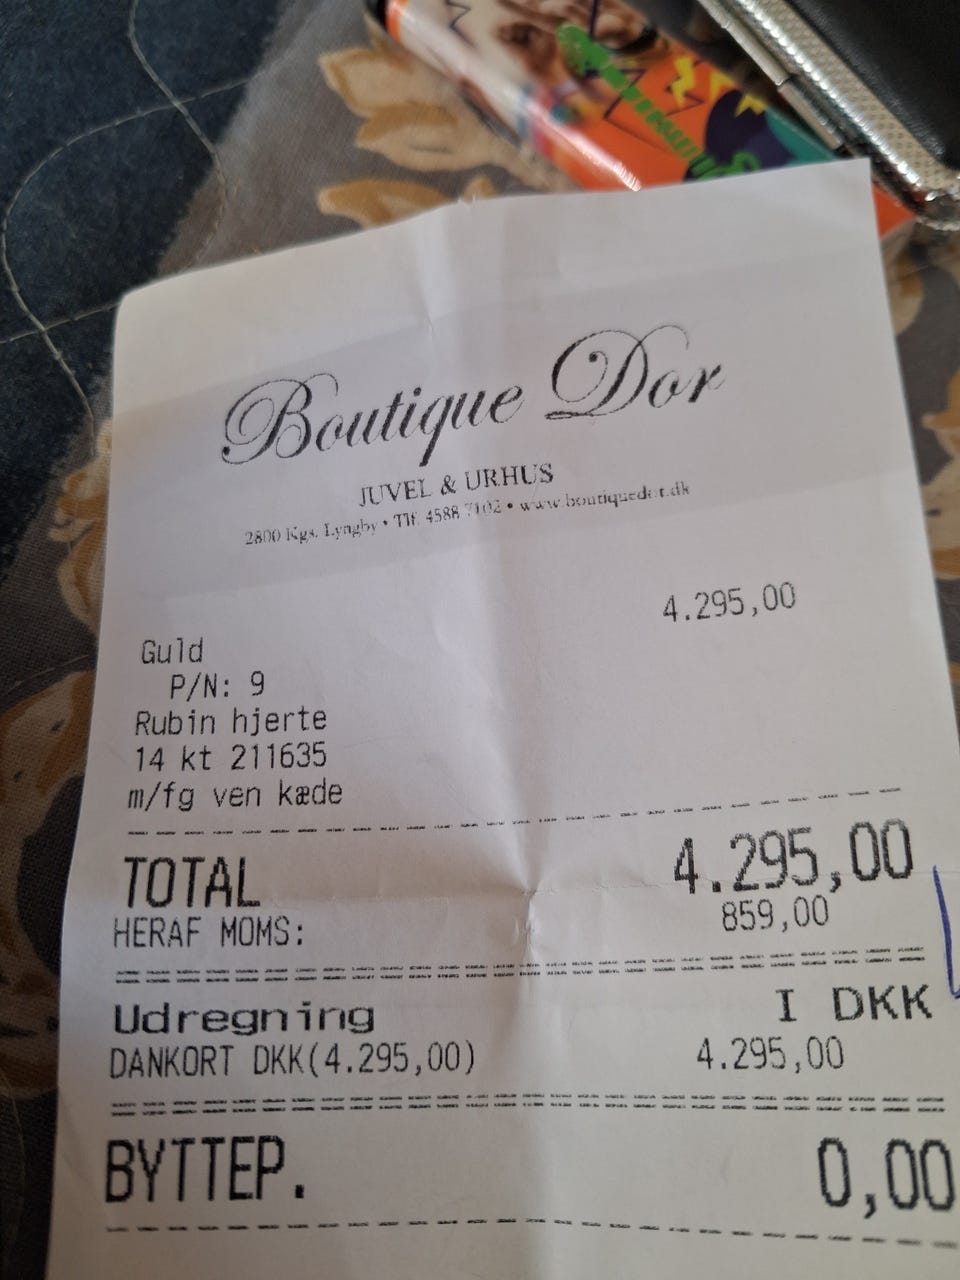 Boutique Dor
JUVEL & URHUS
2800 Kgs. Lyngby • Tlf. 4588 7102 • www.boutiquedor.dk
4.295,00
Guld
P/N: 9
Rubin hjerte
14 kt 211635
m/fg ven kæde
TOTAL 4.295,00
HERAF MOMS: 859,00
Udregning I DKK
DANKORT DKK(4.295,00) 4.295,00
BYTTEP. 0,00